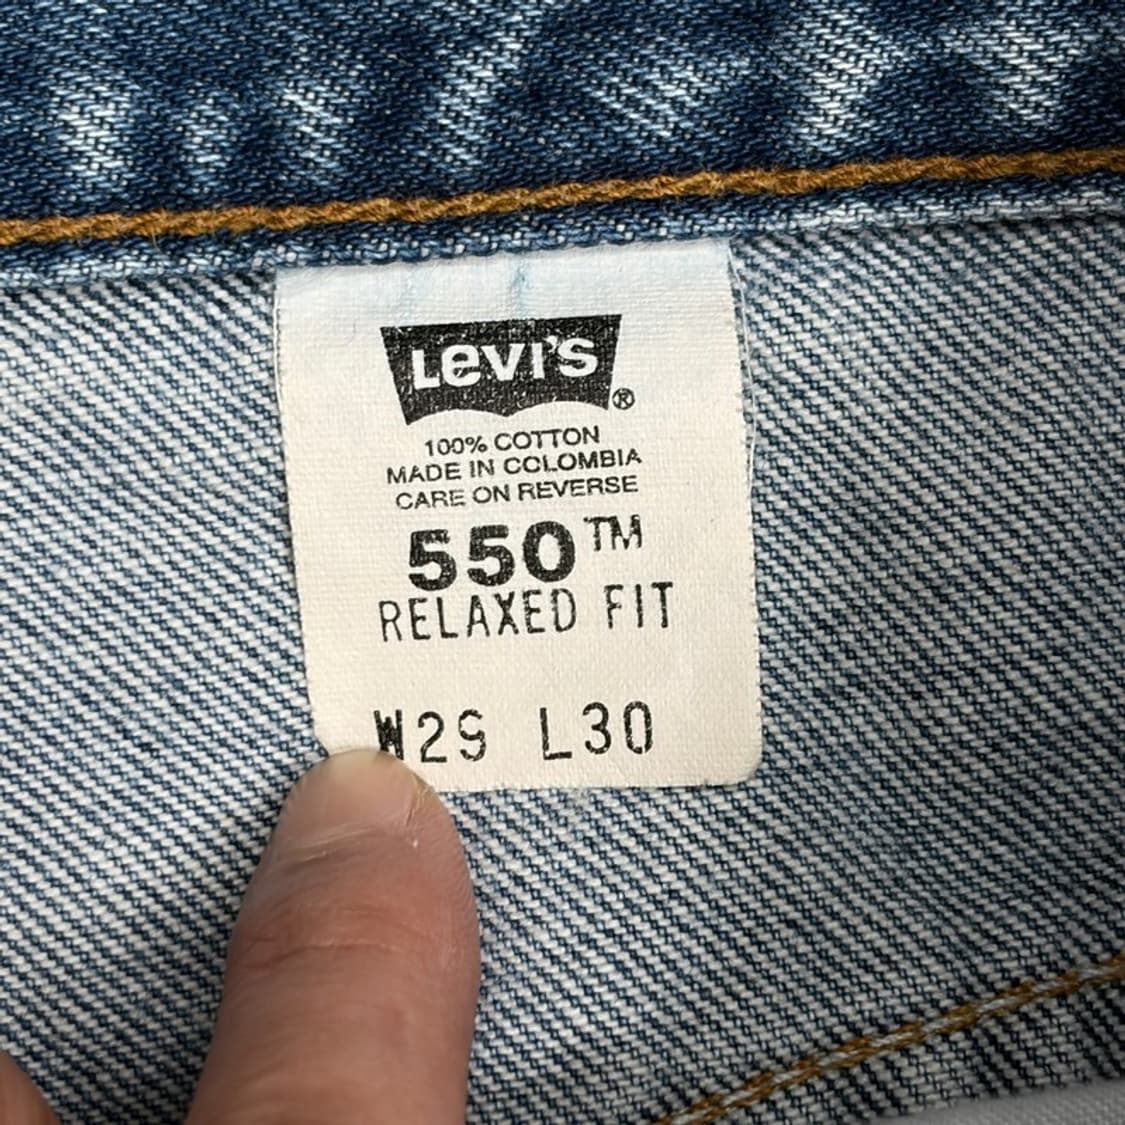 Levi's®
100% COTTON
MADE IN COLOMBIA
CARE ON REVERSE
550™
RELAXED FIT
W29 L30